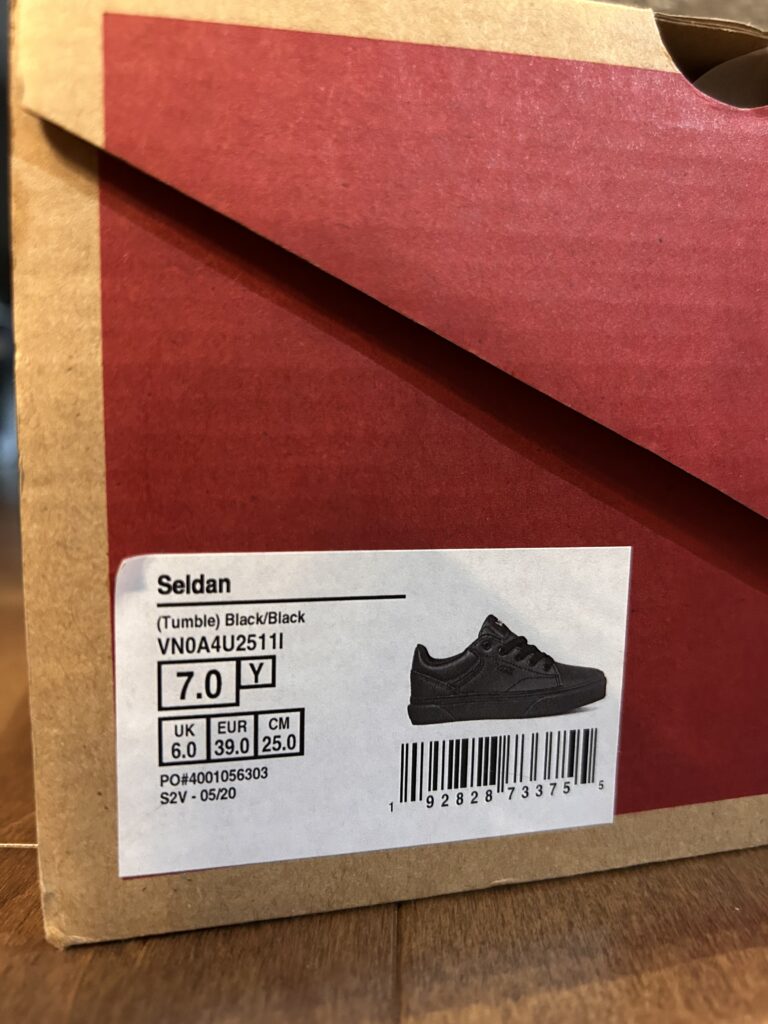 Seldan
(Tumble) Black/Black
VN0A4U2511I
7.0 Y
UK EUR CM
6.0 39.0 25.0
PO#4001056303
S2V - 05/20
1 92828 73375 5